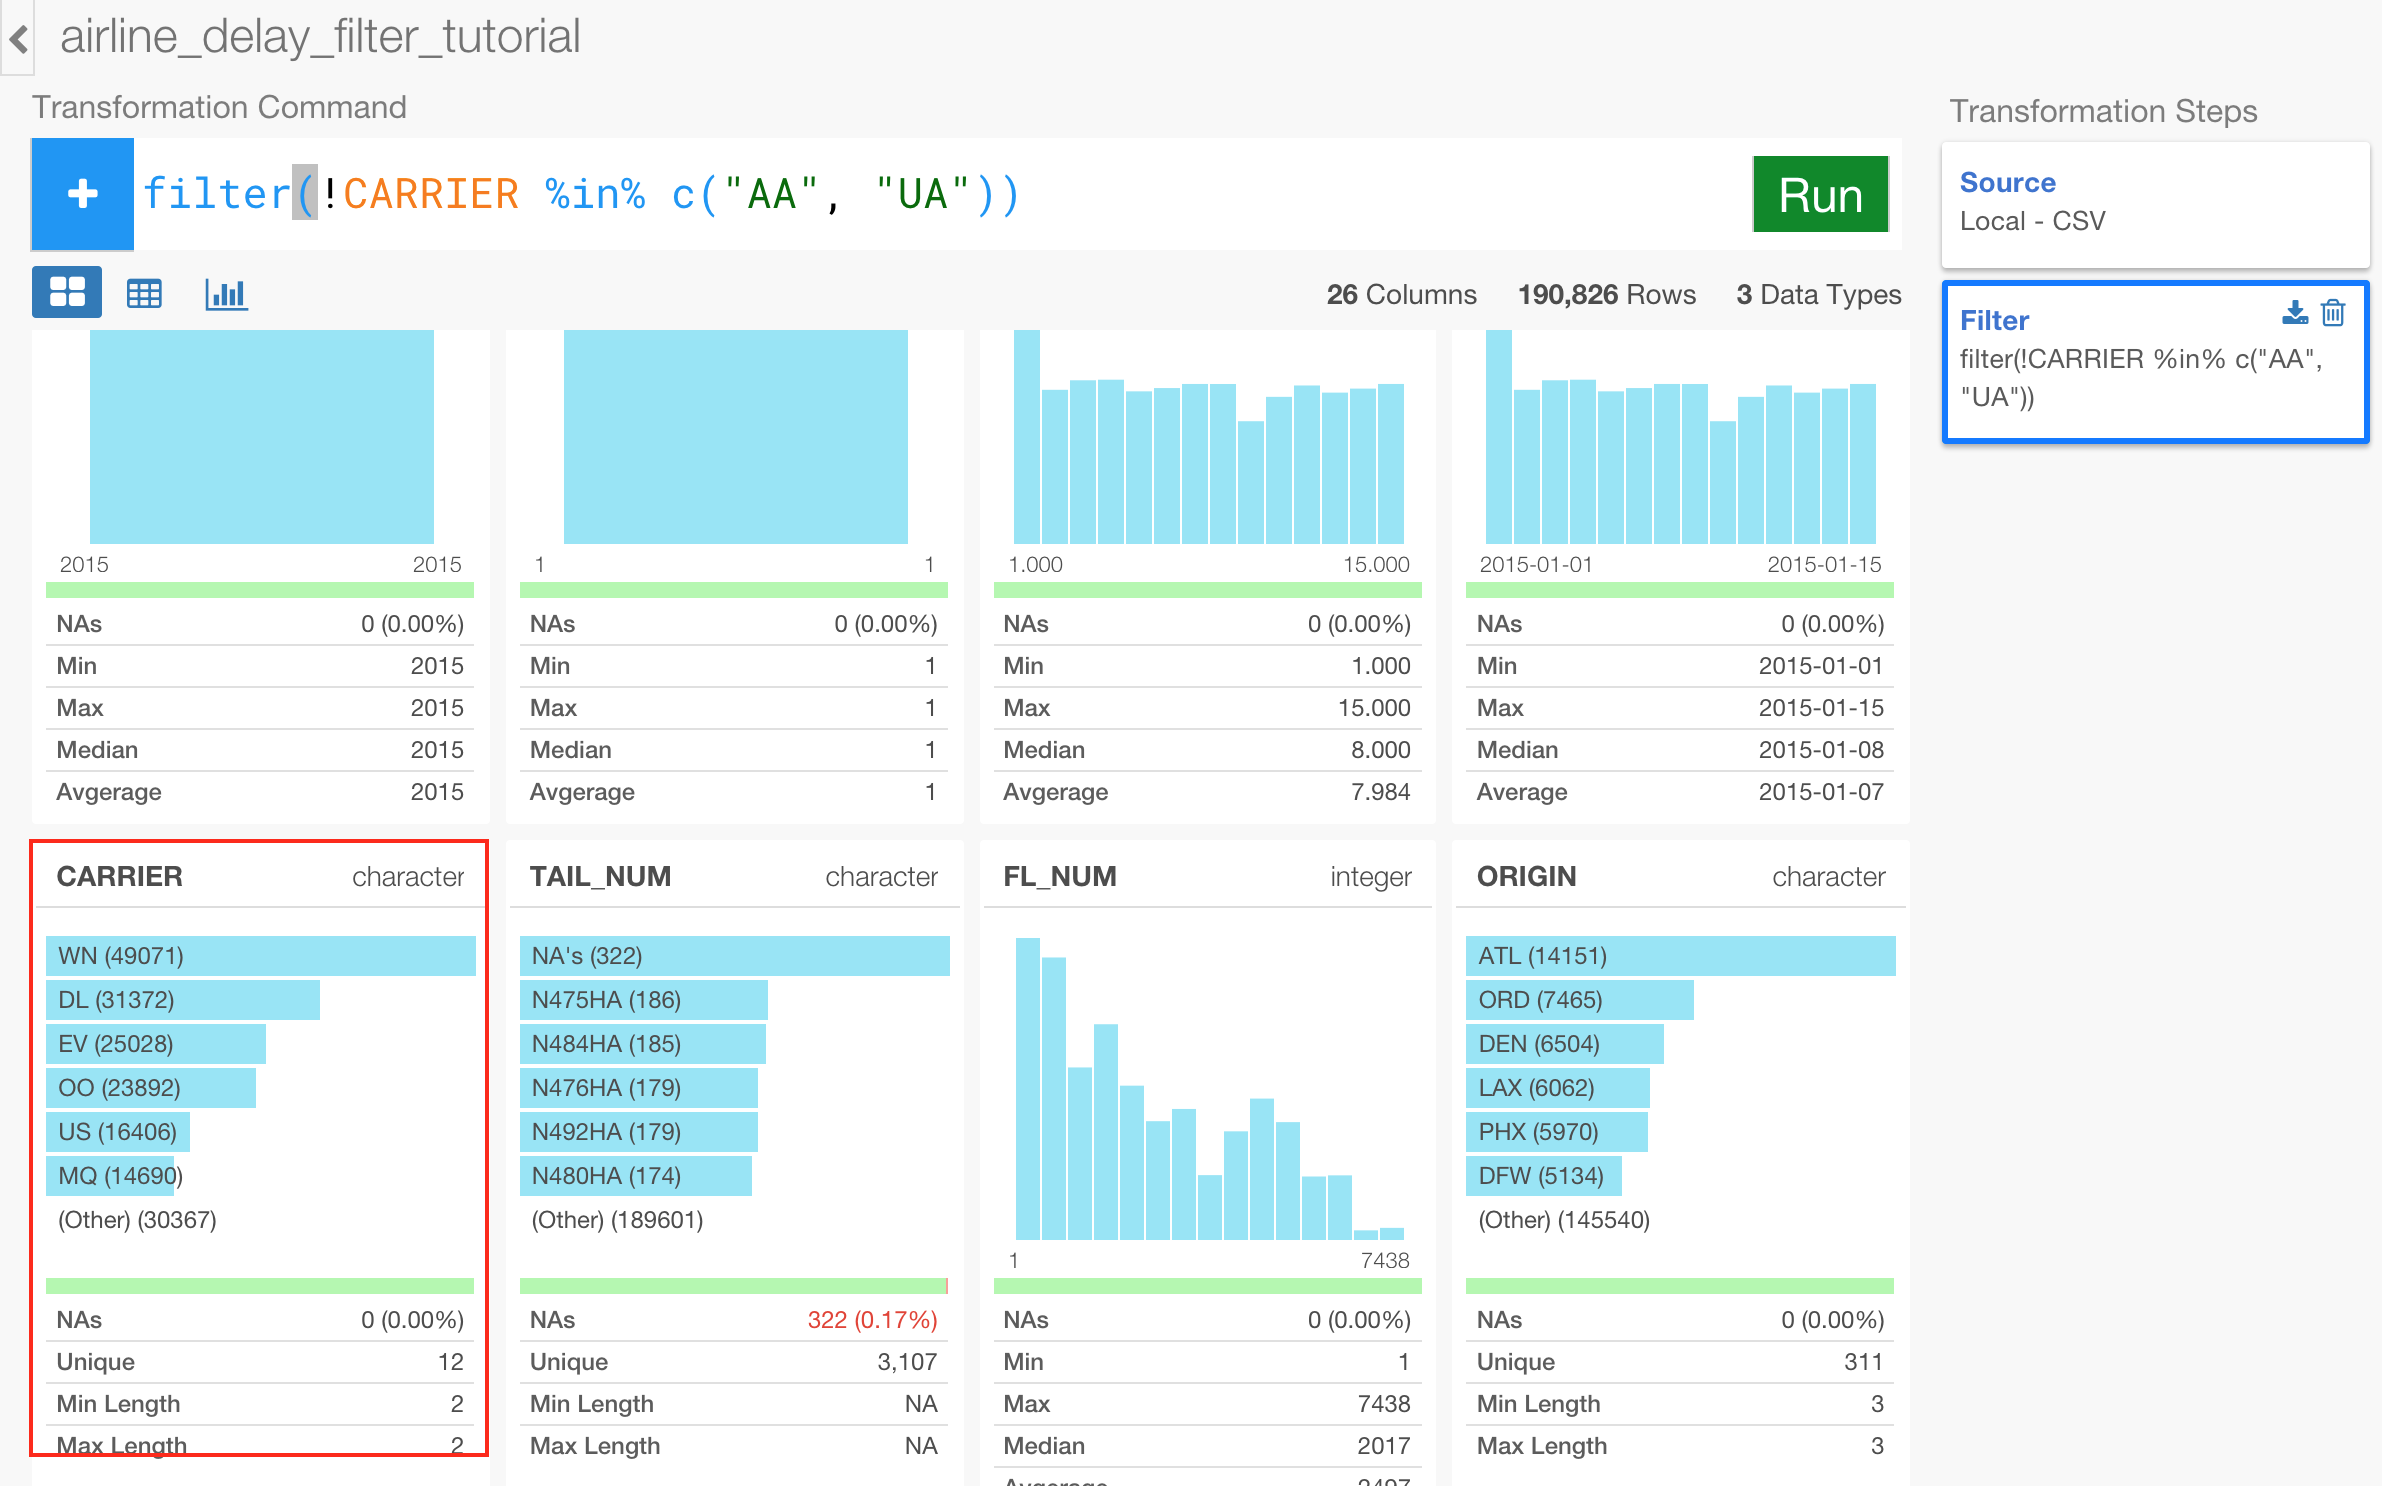 airline_delay_filter_tutorial
Transformation Command
filter(!CARRIER %in% c("AA", "UA"))
Run
26 Columns 190,826 Rows 3 Data Types
Transformation Steps
Source
Local - CSV
Filter
filter(!CARRIER %in% c("AA",
"UA"))
2015 2015
NAs 0 (0.00%)
Min 2015
Max 2015
Median 2015
Avgerage 2015
1 1
NAs 0 (0.00%)
Min 1
Max 1
Median 1
Avgerage 1
1.000 15.000
NAs 0 (0.00%)
Min 1.000
Max 15.000
Median 8.000
Avgerage 7.984
2015-01-01 2015-01-15
NAs 0 (0.00%)
Min 2015-01-01
Max 2015-01-15
Median 2015-01-08
Average 2015-01-07
CARRIER character
WN (49071)
DL (31372)
EV (25028)
OO (23892)
US (16406)
MQ (14690)
(Other) (30367)
NAs 0 (0.00%)
Unique 12
Min Length 2
Max Length 2
TAIL_NUM character
NA's (322)
N475HA (186)
N484HA (185)
N476HA (179)
N492HA (179)
N480HA (174)
(Other) (189601)
NAs 322 (0.17%)
Unique 3,107
Min Length NA
Max Length NA
FL_NUM integer
1 7438
NAs 0 (0.00%)
Min 1
Max 7438
Median 2017
Avgerage 2497
ORIGIN character
ATL (14151)
ORD (7465)
DEN (6504)
LAX (6062)
PHX (5970)
DFW (5134)
(Other) (145540)
NAs 0 (0.00%)
Unique 311
Min Length 3
Max Length 3